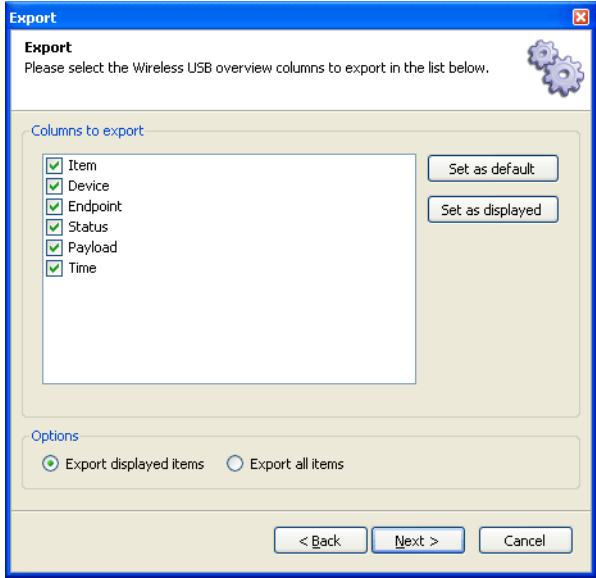 Export
Export
Please select the Wireless USB overview columns to export in the list below.
Columns to export
Item
Device
Endpoint
Status
Payload
Time
Set as default
Set as displayed
Options
Export displayed items
Export all items
< Back
Next >
Cancel